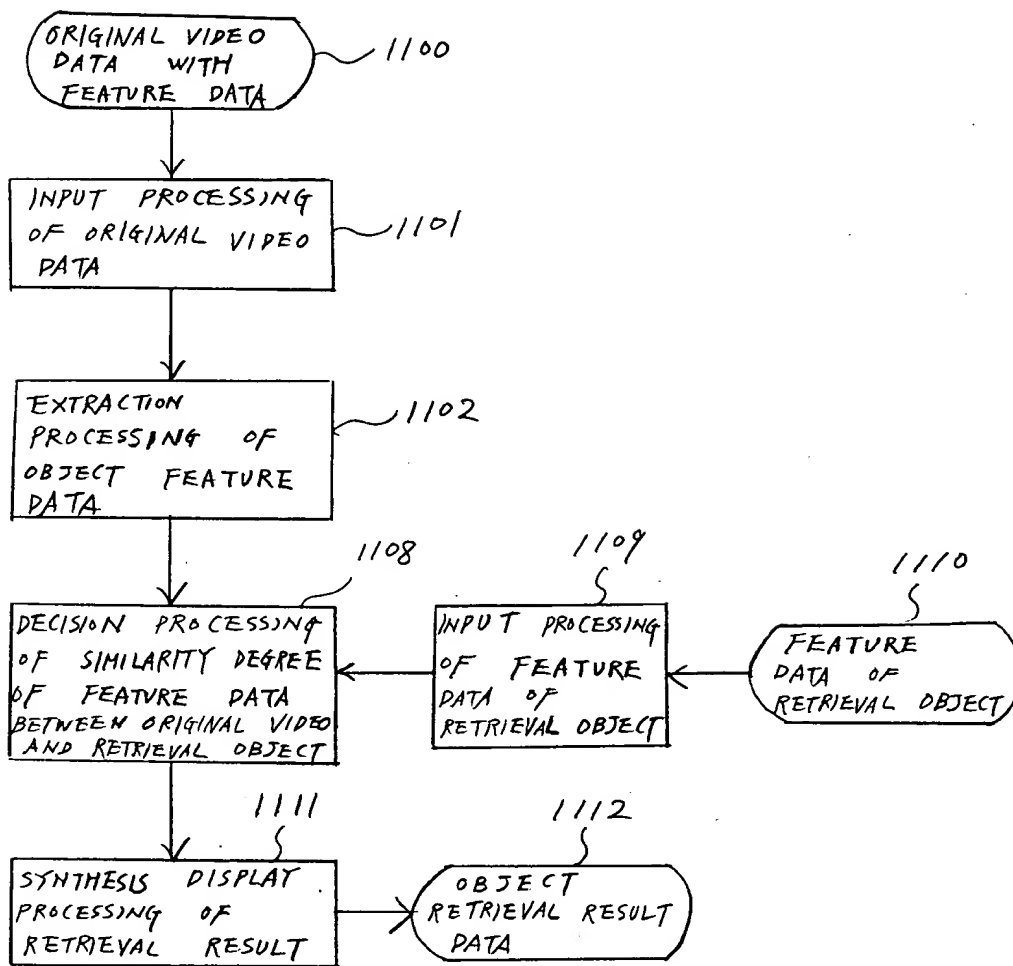 ORIGINAL VIDEO
DATA WITH
FEATURE DATA
1100
INPUT PROCESSING
OF ORIGINAL VIDEO
DATA
1101
EXTRACTION
PROCESSING OF
OBJECT FEATURE
DATA
1102
1108
DECISION PROCESSING
OF SIMILARITY DEGREE
OF FEATURE DATA
BETWEEN ORIGINAL VIDEO
AND RETRIEVAL OBJECT
1109
INPUT PROCESSING
OF FEATURE
DATA OF
RETRIEVAL OBJECT
1110
FEATURE
DATA OF
RETRIEVAL OBJECT
1111
SYNTHESIS DISPLAY
PROCESSING OF
RETRIEVAL RESULT
1112
OBJECT
RETRIEVAL RESULT
DATA